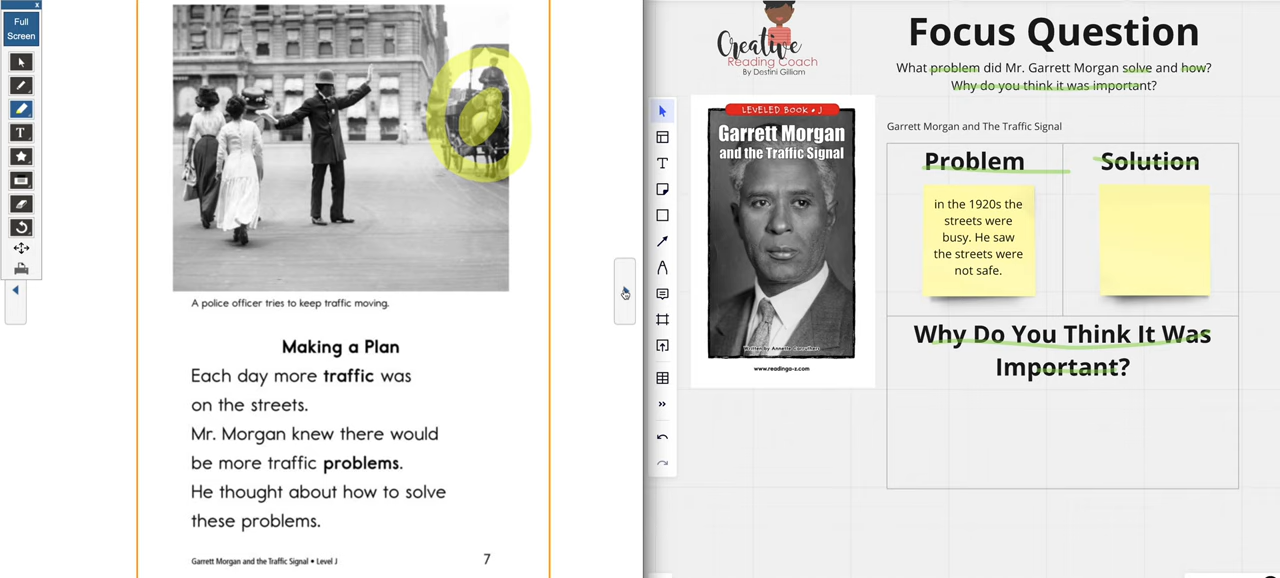 x
Full
Screen
T
A police officer tries to keep traffic moving.
Making a Plan
Each day more traffic was
on the streets.
Mr. Morgan knew there would
be more traffic problems.
He thought about how to solve
these problems.
Garrett Morgan and the Traffic Signal • Level J
7
Creative
Reading Coach
By Destini Gilliam
Focus Question
What problem did Mr. Garrett Morgan solve and how?
Why do you think it was important?
T
LEVELED BOOK • J
Garrett Morgan
and the Traffic Signal
Written by Annette Carruthers
www.readinga-z.com
Garrett Morgan and The Traffic Signal
Problem
Solution
in the 1920s the
streets were
busy. He saw
the streets were
not safe.
Why Do You Think It Was
Important?